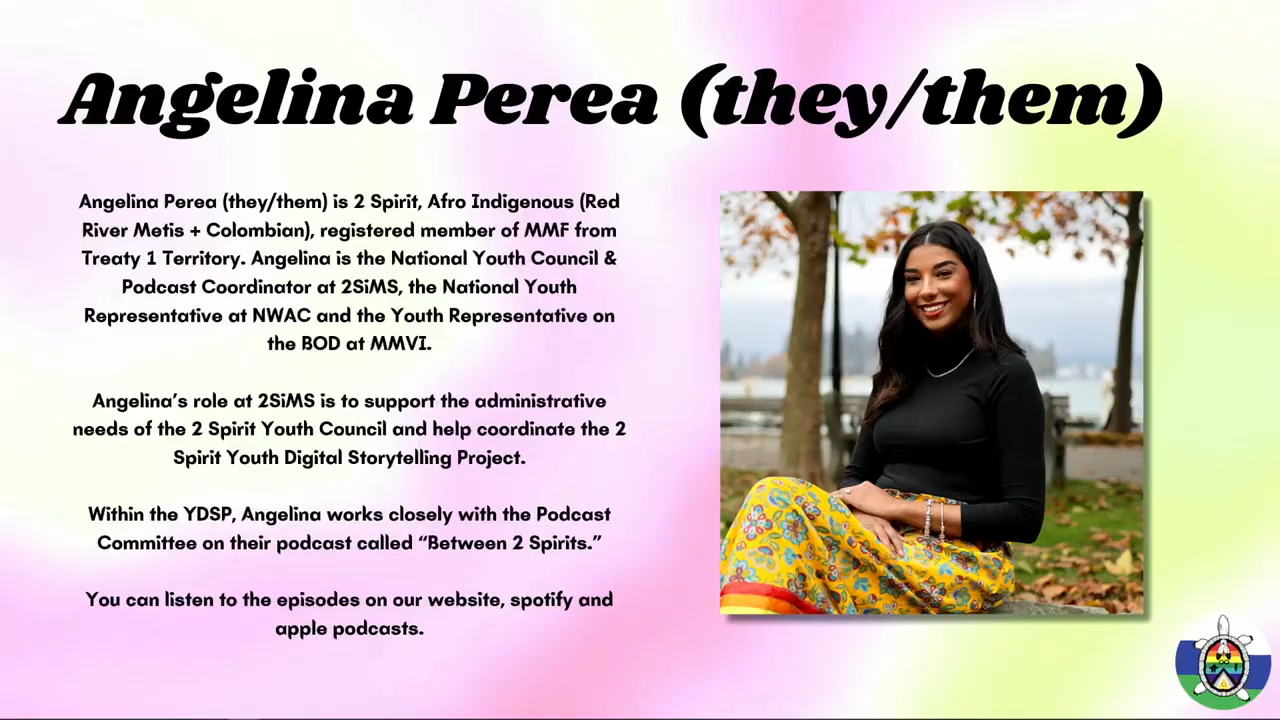 Angelina Perea (they/them)
Angelina Perea (they/them) is 2 Spirit, Afro Indigenous (Red
River Metis + Colombian), registered member of MMF from
Treaty 1 Territory. Angelina is the National Youth Council &
Podcast Coordinator at 2SiMS, the National Youth
Representative at NWAC and the Youth Representative on
the BOD at MMVI.
Angelina’s role at 2SiMS is to support the administrative
needs of the 2 Spirit Youth Council and help coordinate the 2
Spirit Youth Digital Storytelling Project.
Within the YDSP, Angelina works closely with the Podcast
Committee on their podcast called “Between 2 Spirits.”
You can listen to the episodes on our website, spotify and
apple podcasts.